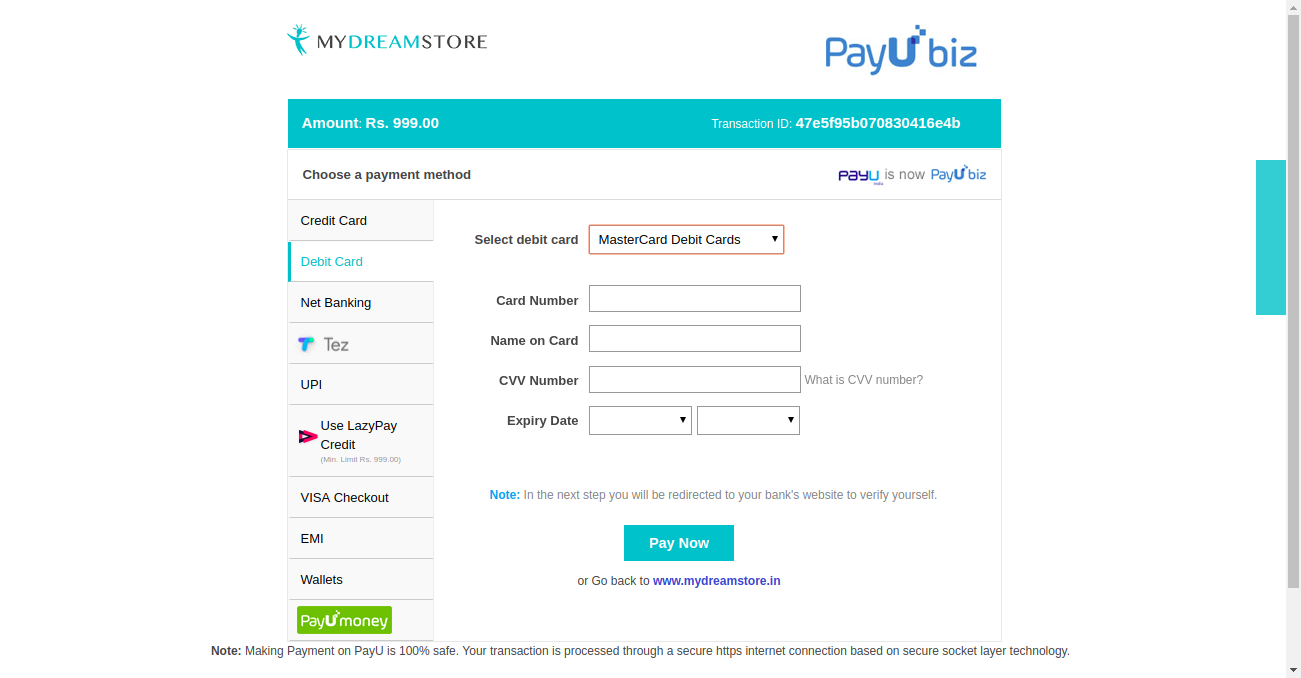 MYDREAMSTORE
PayU biz
Amount: Rs. 999.00
Transaction ID: 47e5f95b070830416e4b
Choose a payment method
PayU india is now PayU biz
Credit Card
Debit Card
Net Banking
Tez
UPI
Use LazyPay
Credit
(Min. Limit Rs. 999.00)
VISA Checkout
EMI
Wallets
PayUmoney
Select debit card
MasterCard Debit Cards
Card Number
Name on Card
CVV Number
What is CVV number?
Expiry Date
Note: In the next step you will be redirected to your bank's website to verify yourself.
Pay Now
or Go back to www.mydreamstore.in
Note: Making Payment on PayU is 100% safe. Your transaction is processed through a secure https internet connection based on secure socket layer technology.